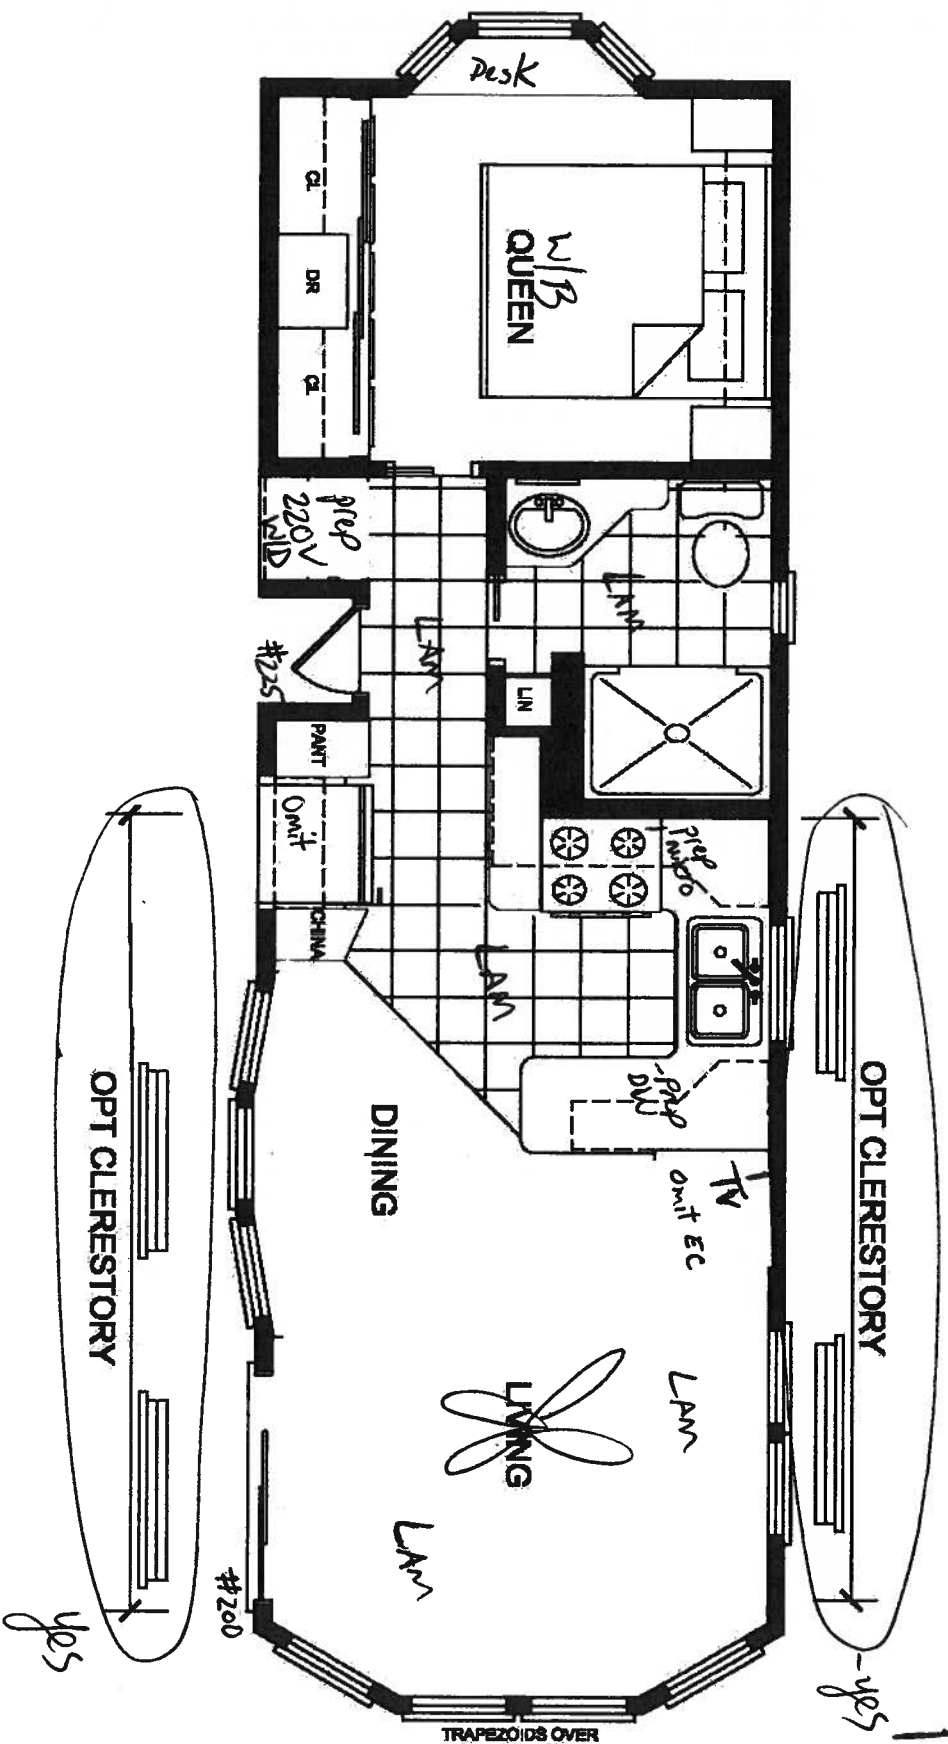 Desk
CL
DR
CL
W/B
QUEEN
prep
220V
W/D
LAM
LAM
#225
LIN
PANT
Omit
CHINA
prep
micro
LAM
-prep
DW
TV
omit EC
DINING
OPT CLERESTORY
-yes
OPT CLERESTORY
yes
LIVING
LAM
LAM
#200
TRAPEZOIDS OVER